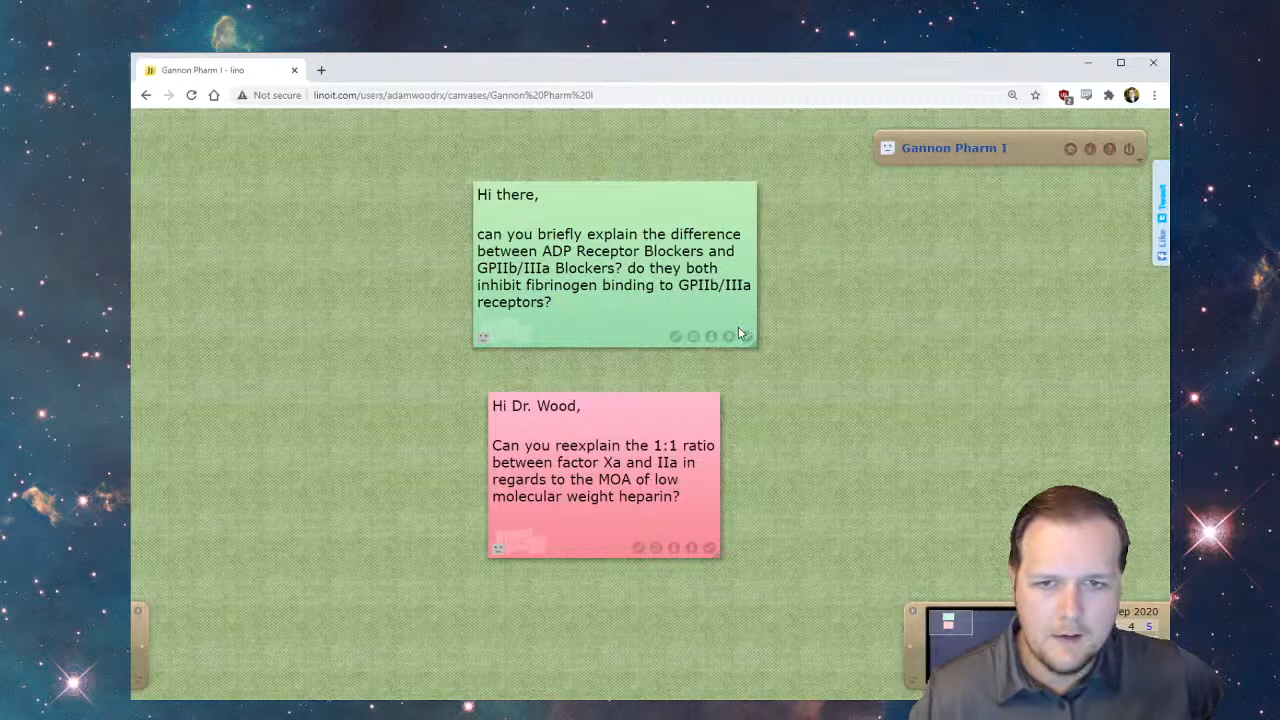 Gannon Pharm I - lino
Not secure
linoit.com/users/adamwoodrx/canvases/Gannon%20Pharm%20I
Gannon Pharm I
Tweet
Like
Hi there,
can you briefly explain the difference
between ADP Receptor Blockers and
GPIIb/IIIa Blockers? do they both
inhibit fibrinogen binding to GPIIb/IIIa
receptors?
Hi Dr. Wood,
Can you reexplain the 1:1 ratio
between factor Xa and IIa in
regards to the MOA of low
molecular weight heparin?
ep 2020
4 5